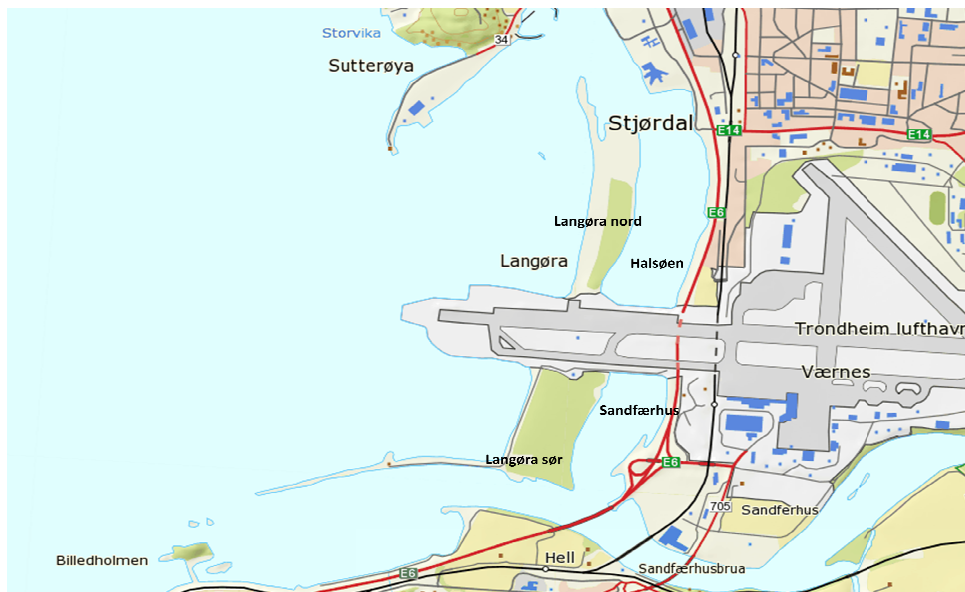 Storvika
34
Sutterøya
Stjørdal
E14
E14
E6
Langøra nord
Langøra
Halsøen
Trondheim lufthavn
Værnes
Sandfærhus
Langøra sør
E6
705
Sandferhus
Billedholmen
Hell
Sandfærhusbrua
E6